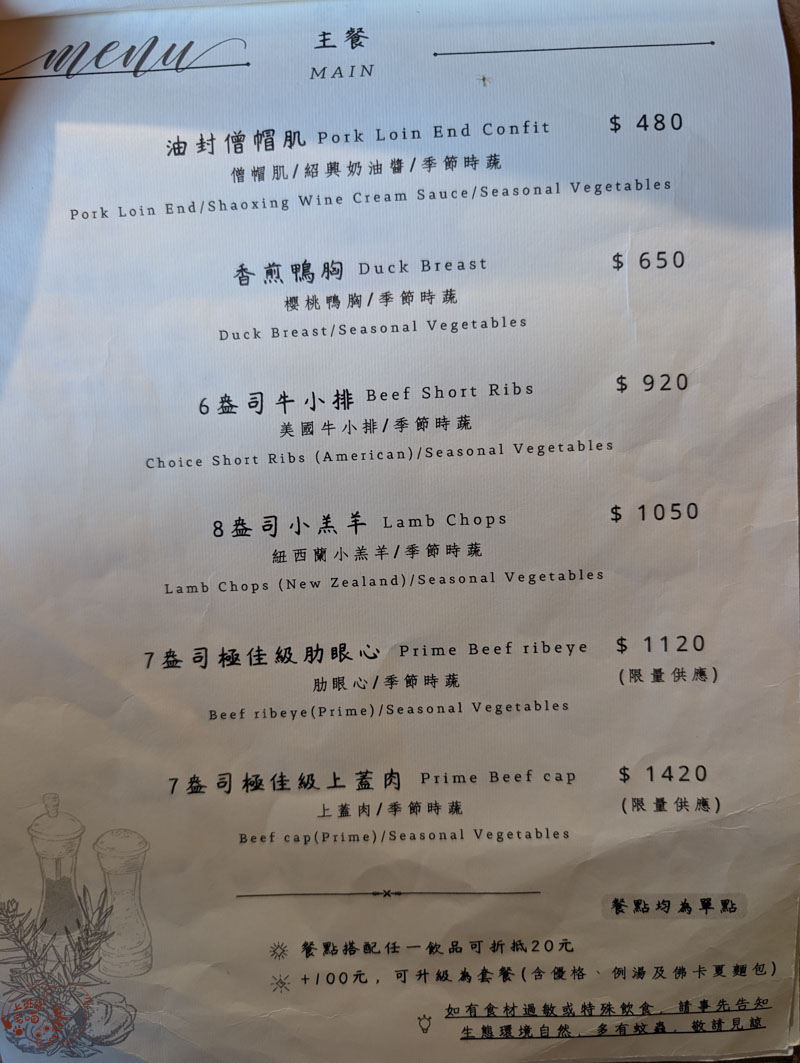 menu
主餐
MAIN
油封僧帽肌 Pork Loin End Confit $ 480
僧帽肌/紹興奶油醬/季節時蔬
Pork Loin End/Shaoxing Wine Cream Sauce/Seasonal Vegetables
香煎鴨胸 Duck Breast $ 650
櫻桃鴨胸/季節時蔬
Duck Breast/Seasonal Vegetables
6盎司牛小排 Beef Short Ribs $ 920
美國牛小排/季節時蔬
Choice Short Ribs (American)/Seasonal Vegetables
8盎司小羔羊 Lamb Chops $ 1050
紐西蘭小羔羊/季節時蔬
Lamb Chops (New Zealand)/Seasonal Vegetables
7盎司極佳級肋眼心 Prime Beef ribeye $ 1120
肋眼心/季節時蔬 (限量供應)
Beef ribeye(Prime)/Seasonal Vegetables
7盎司極佳級上蓋肉 Prime Beef cap $ 1420
上蓋肉/季節時蔬 (限量供應)
Beef cap(Prime)/Seasonal Vegetables
餐點均為單點
餐點搭配任一飲品可折抵20元
+100元，可升級為套餐(含優格、例湯及佛卡夏麵包)
如有食材過敏或特殊飲食，請事先告知
生態環境自然，多有蚊蟲，敬請見諒